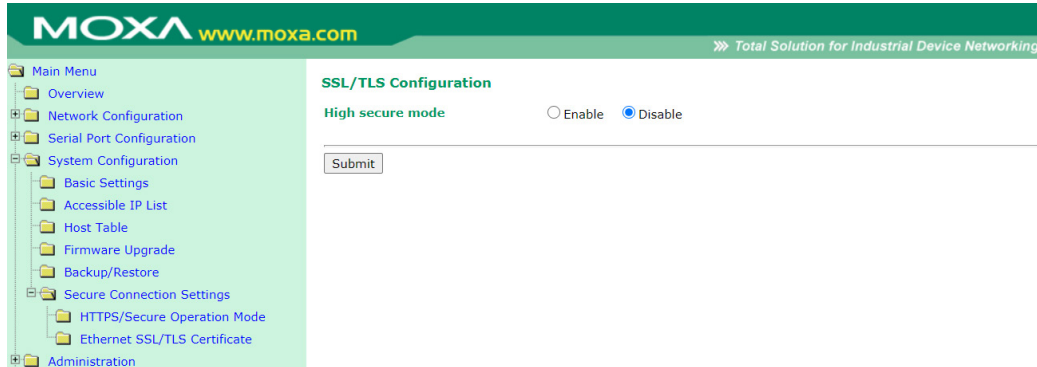 MOXA www.moxa.com
Total Solution for Industrial Device Networking
Main Menu
Overview
Network Configuration
Serial Port Configuration
System Configuration
Basic Settings
Accessible IP List
Host Table
Firmware Upgrade
Backup/Restore
Secure Connection Settings
HTTPS/Secure Operation Mode
Ethernet SSL/TLS Certificate
Administration
SSL/TLS Configuration
High secure mode Enable Disable
Submit